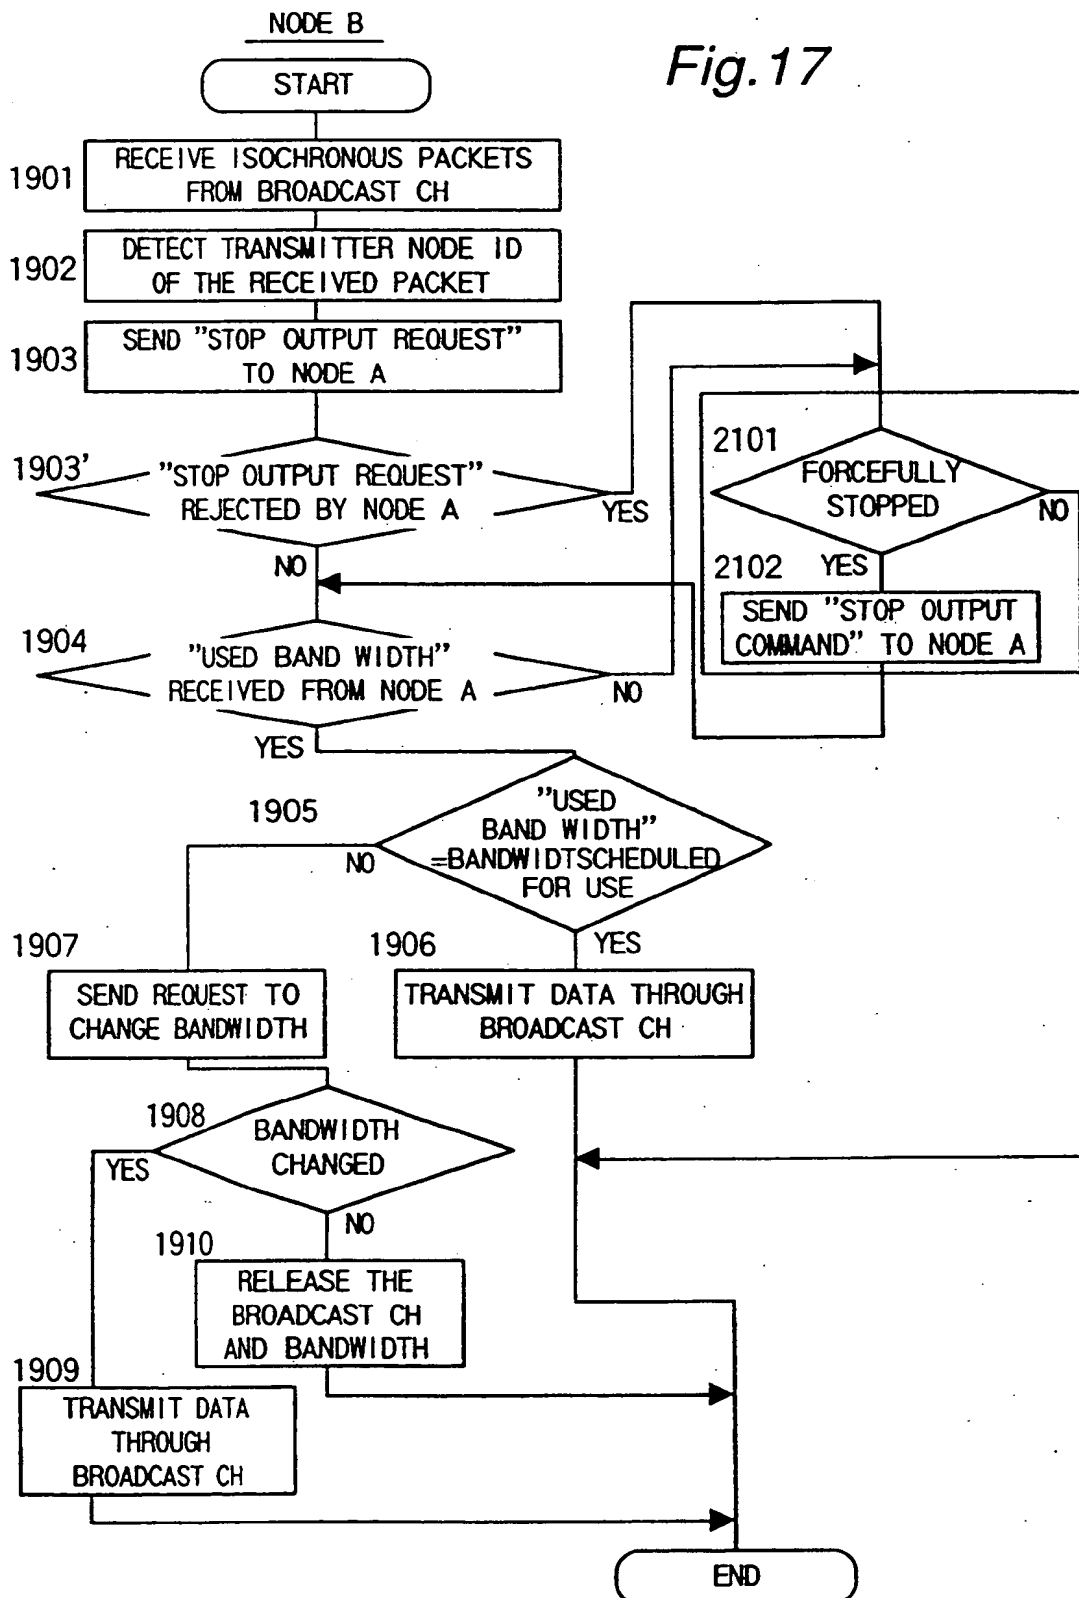 NODE B
Fig.17
START
1901
RECEIVE ISOCHRONOUS PACKETS
FROM BROADCAST CH
1902
DETECT TRANSMITTER NODE ID
OF THE RECEIVED PACKET
1903
SEND "STOP OUTPUT REQUEST"
TO NODE A
1903'
"STOP OUTPUT REQUEST"
REJECTED BY NODE A
YES
NO
2101
FORCEFULLY
STOPPED
NO
YES
2102
SEND "STOP OUTPUT
COMMAND" TO NODE A
1904
"USED BAND WIDTH"
RECEIVED FROM NODE A
NO
YES
1905
"USED
BAND WIDTH"
=BANDWIDTSCHEDULED
FOR USE
NO
YES
1907
SEND REQUEST TO
CHANGE BANDWIDTH
1906
TRANSMIT DATA THROUGH
BROADCAST CH
1908
BANDWIDTH
CHANGED
YES
NO
1910
RELEASE THE
BROADCAST CH
AND BANDWIDTH
1909
TRANSMIT DATA
THROUGH
BROADCAST CH
END